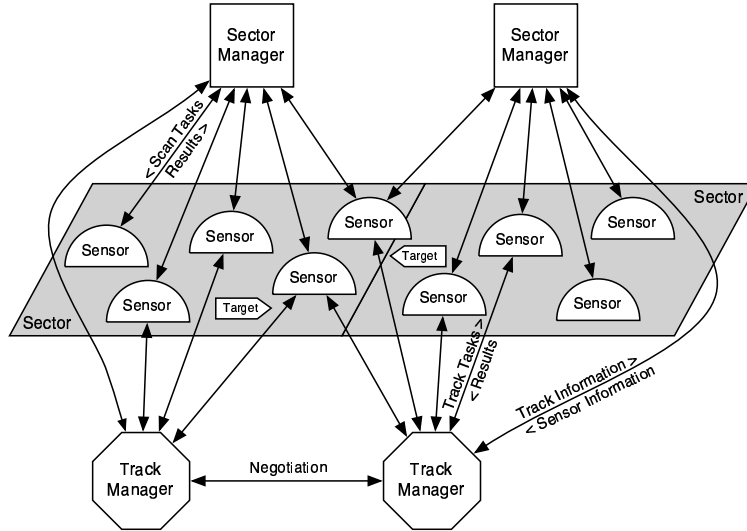 Sector
Manager
Sector
Manager
< Scan Tasks
Results >
Sector
Sensor
Sensor
Sensor
Sensor
Sensor
Target
Sensor
Sensor
Sensor
Sensor
Target
Sector
Track Tasks >
< Results
Track Information >
< Sensor Information
Track
Manager
Negotiation
Track
Manager